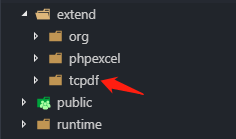 extend
org
phpexcel
tcpdf
public
runtime